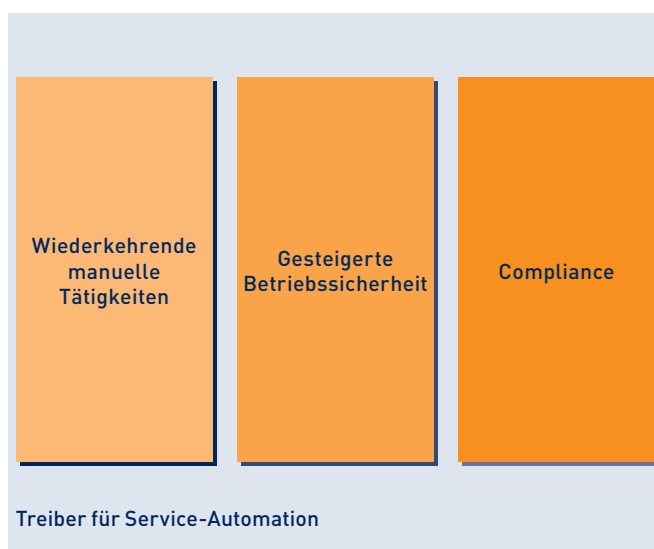 Wiederkehrende
manuelle
Tätigkeiten
Gesteigerte
Betriebssicherheit
Compliance
Treiber für Service-Automation